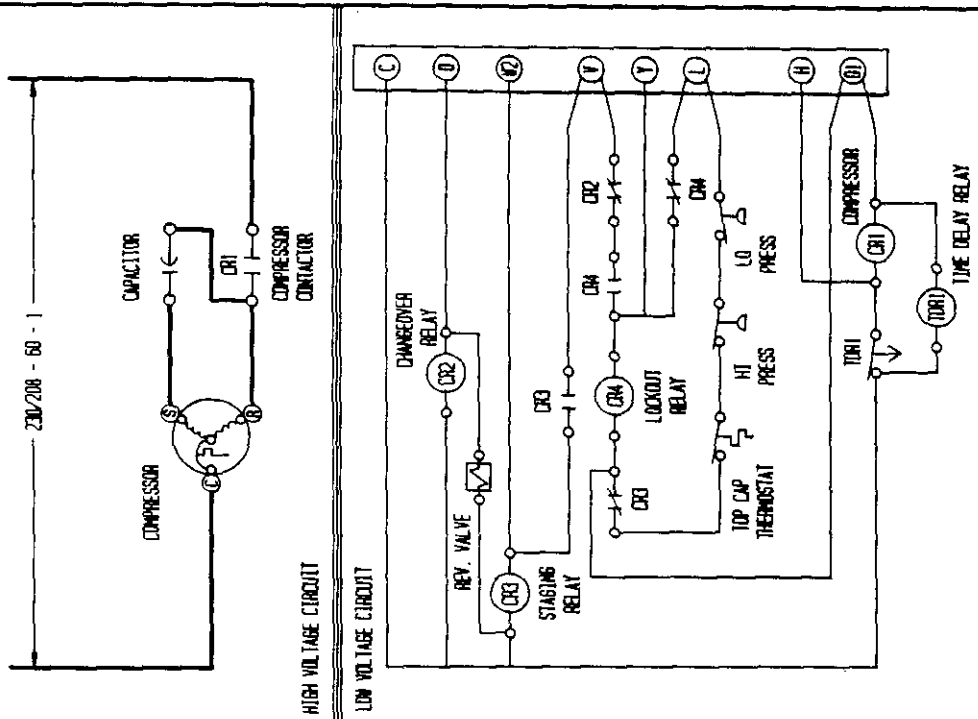 230/208 - 60 - 1
CAPACITOR
CR1
COMPRESSOR
CONTACTOR
COMPRESSOR
S
R
C
HIGH VOLTAGE CIRCUIT
LOW VOLTAGE CIRCUIT
C
O
W2
V
Y
L
H
CHANGEOVER
RELAY
CR2
REV. VALVE
CR3
STAGING
RELAY
CR3
CR2
CR4
CR4
LOCKOUT
RELAY
CR3
CR4
LO
PRESS
HI
PRESS
TOP CAP
THERMOSTAT
COMPRESSOR
CR1
TDR1
TDR1
TIME DELAY RELAY